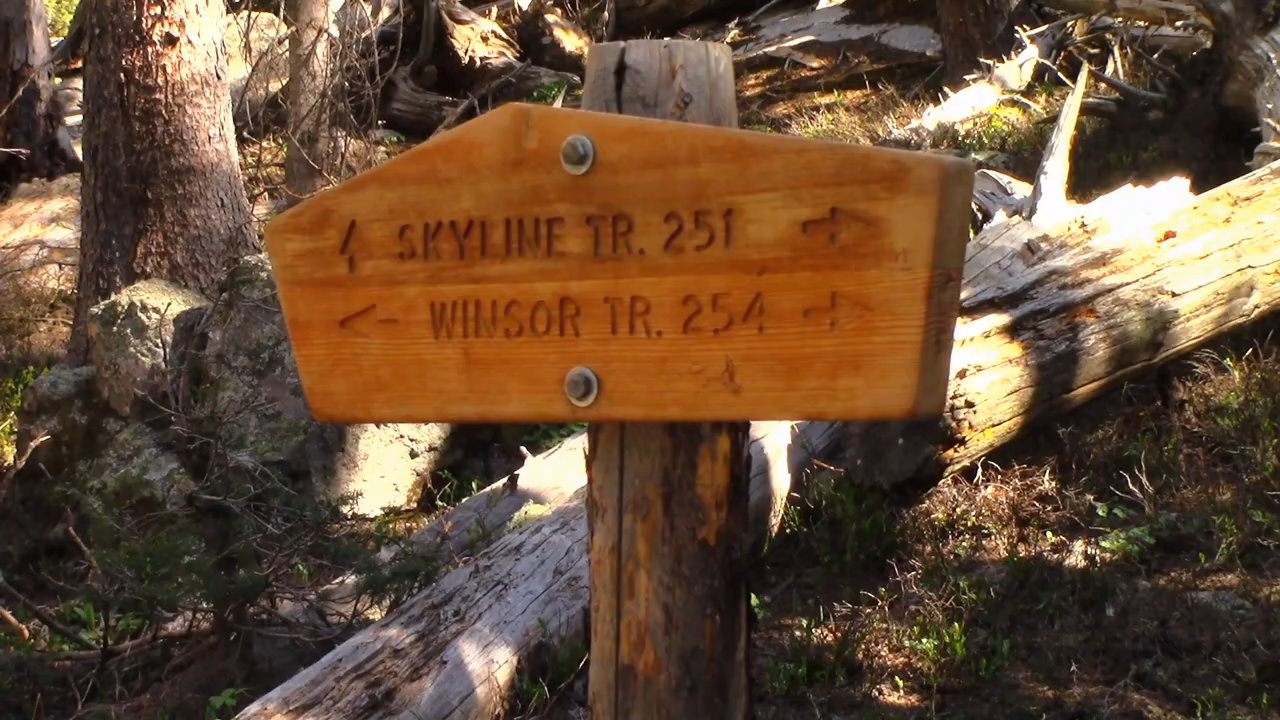 SKYLINE TR. 251 →
← WINSOR TR. 254 →